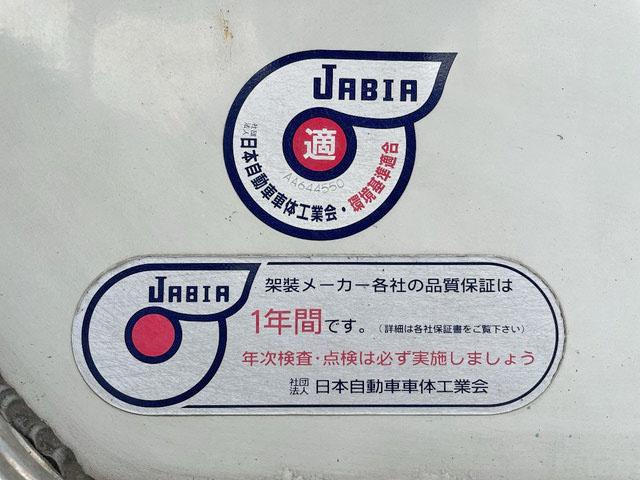 JABIA
適
A4644550
社団法人 日本自動車車体工業会・環境基準適合
JABIA
架装メーカー各社の品質保証は
1年間です。(詳細は各社保証書をご覧下さい)
年次検査・点検は必ず実施しましょう
社団法人 日本自動車車体工業会